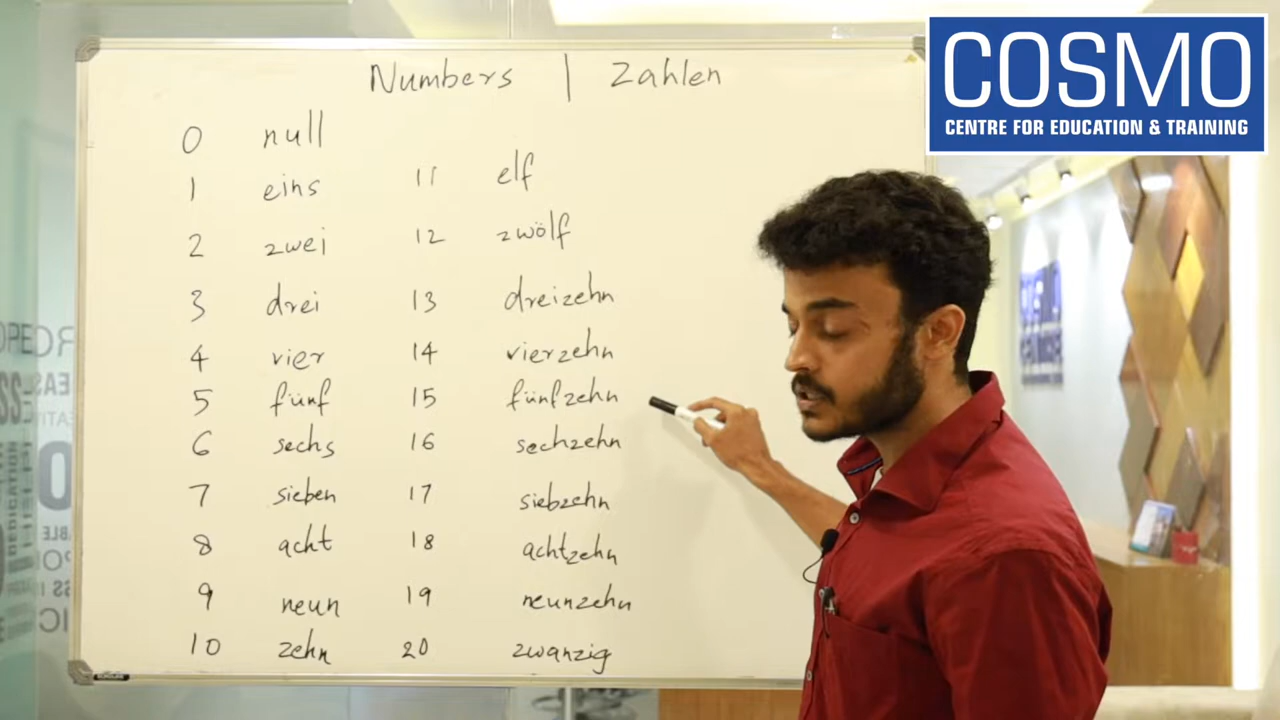 Numbers | Zahlen
0 null
1 eins 11 elf
2 zwei 12 zwölf
3 drei 13 dreizehn
4 vier 14 vierzehn
5 fünf 15 fünfzehn
6 sechs 16 sechzehn
7 sieben 17 siebzehn
8 acht 18 achtzehn
9 neun 19 neunzehn
10 zehn 20 zwanzig
COSMO
CENTRE FOR EDUCATION & TRAINING